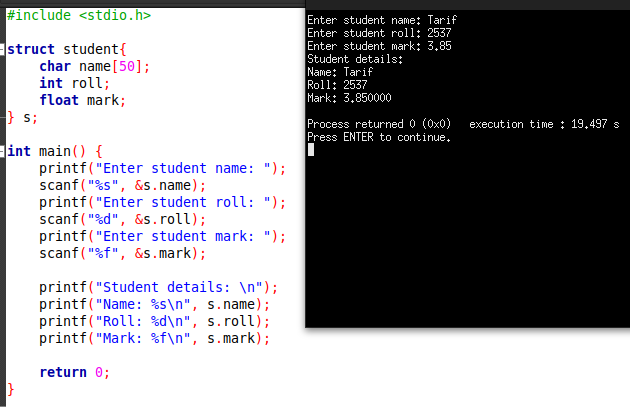 #include <stdio.h>
struct student{
char name[50];
int roll;
float mark;
} s;
int main() {
printf("Enter student name: ");
scanf("%s", &s.name);
printf("Enter student roll: ");
scanf("%d", &s.roll);
printf("Enter student mark: ");
scanf("%f", &s.mark);
printf("Student details: \n");
printf("Name: %s\n", s.name);
printf("Roll: %d\n", s.roll);
printf("Mark: %f\n", s.mark);
return 0;
}
Enter student name: Tarif
Enter student roll: 2537
Enter student mark: 3.85
Student details:
Name: Tarif
Roll: 2537
Mark: 3.850000
Process returned 0 (0x0)   execution time : 19.497 s
Press ENTER to continue.